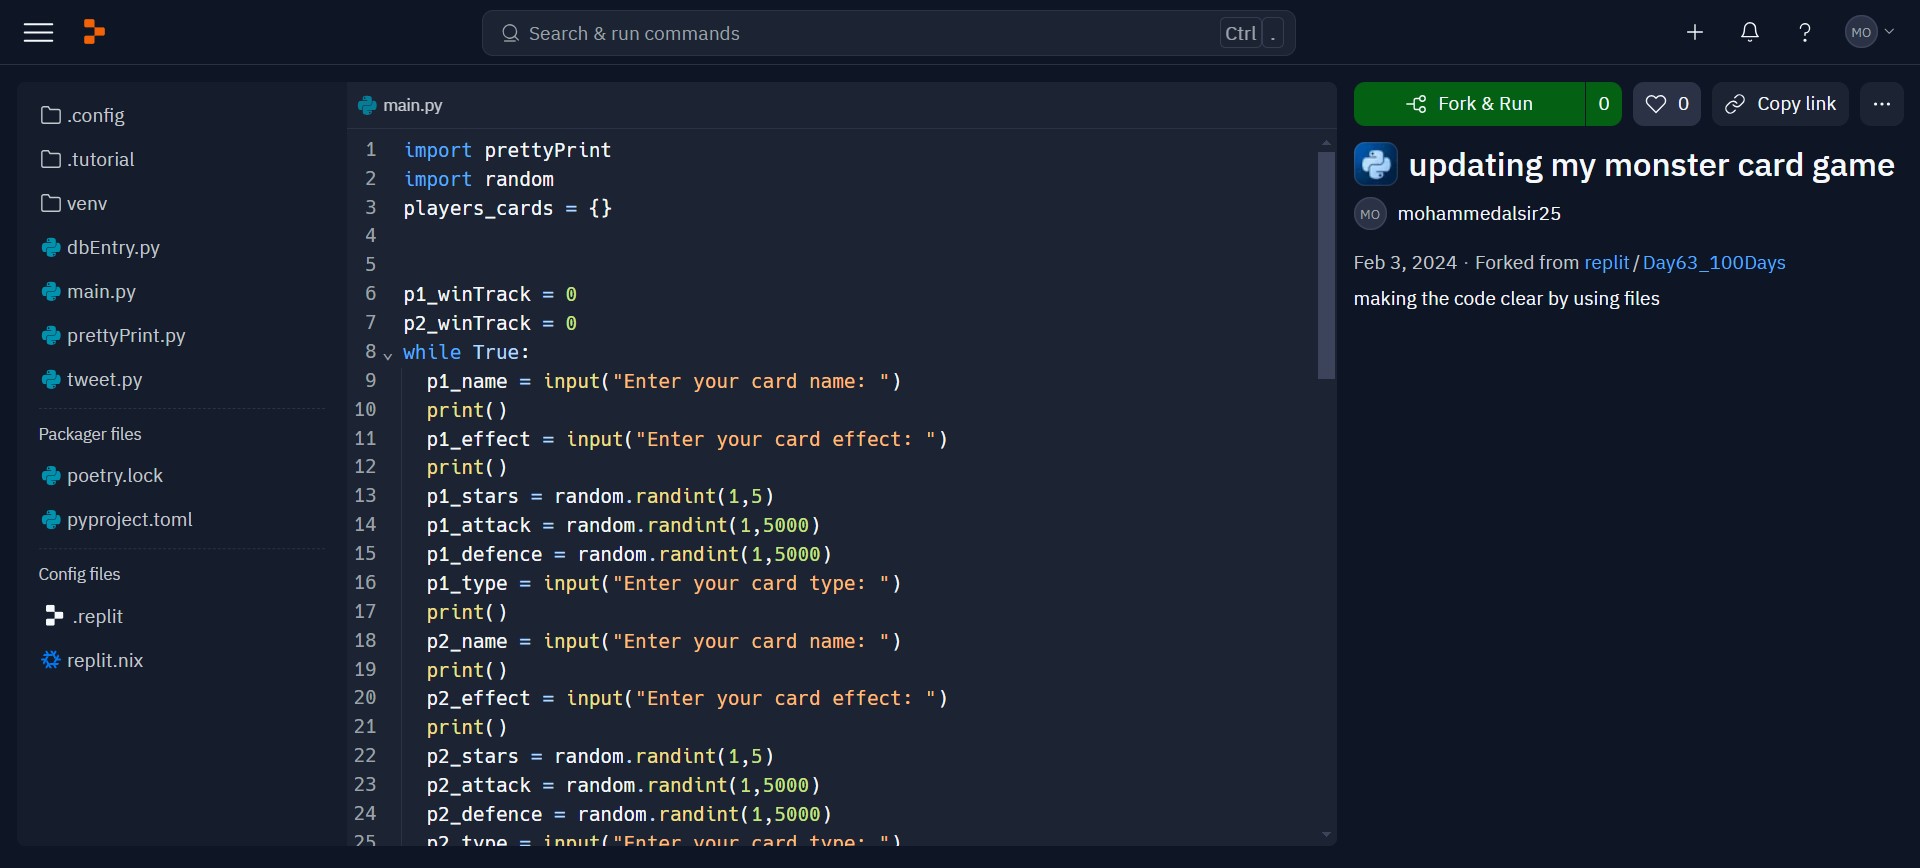 Search & run commands
Ctrl .
MO
.config
.tutorial
venv
dbEntry.py
main.py
prettyPrint.py
tweet.py
Packager files
poetry.lock
pyproject.toml
Config files
.replit
replit.nix
main.py
1 import prettyPrint
2 import random
3 players_cards = {}
4
5
6 p1_winTrack = 0
7 p2_winTrack = 0
8 while True:
9 p1_name = input("Enter your card name: ")
10 print()
11 p1_effect = input("Enter your card effect: ")
12 print()
13 p1_stars = random.randint(1,5)
14 p1_attack = random.randint(1,5000)
15 p1_defence = random.randint(1,5000)
16 p1_type = input("Enter your card type: ")
17 print()
18 p2_name = input("Enter your card name: ")
19 print()
20 p2_effect = input("Enter your card effect: ")
21 print()
22 p2_stars = random.randint(1,5)
23 p2_attack = random.randint(1,5000)
24 p2_defence = random.randint(1,5000)
25 p2_type = input("Enter your card type: ")
Fork & Run 0
0
Copy link
updating my monster card game
MO mohammedalsir25
Feb 3, 2024 · Forked from replit/Day63_100Days
making the code clear by using files